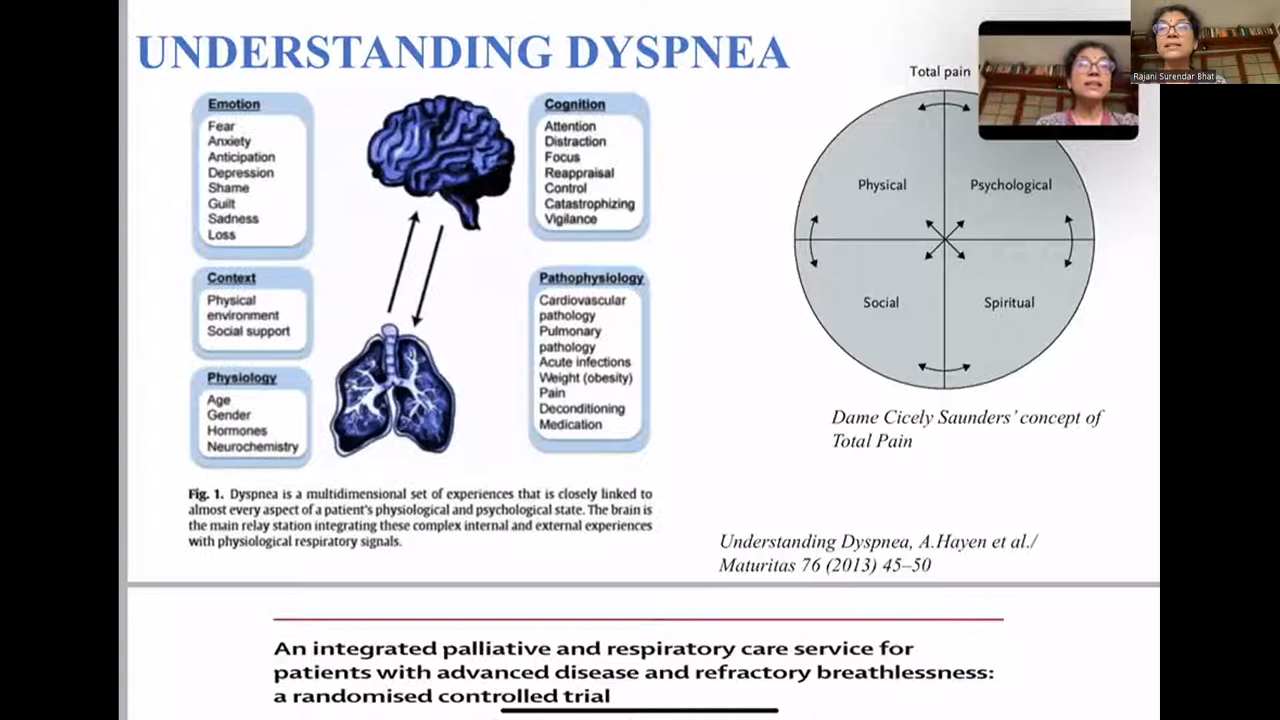 UNDERSTANDING DYSPNEA
Emotion
Fear
Anxiety
Anticipation
Depression
Shame
Guilt
Sadness
Loss
Context
Physical
environment
Social support
Physiology
Age
Gender
Hormones
Neurochemistry
Cognition
Attention
Distraction
Focus
Reappraisal
Control
Catastrophizing
Vigilance
Pathophysiology
Cardiovascular
pathology
Pulmonary
pathology
Acute infections
Weight (obesity)
Pain
Deconditioning
Medication
Fig. 1. Dyspnea is a multidimensional set of experiences that is closely linked to
almost every aspect of a patient's physiological and psychological state. The brain is
the main relay station integrating these complex internal and external experiences
with physiological respiratory signals.
Total pain
Physical
Psychological
Social
Spiritual
Dame Cicely Saunders' concept of
Total Pain
Understanding Dyspnea, A.Hayen et al./
Maturitas 76 (2013) 45–50
Rajani Surendar Bhat
An integrated palliative and respiratory care service for
patients with advanced disease and refractory breathlessness:
a randomised controlled trial